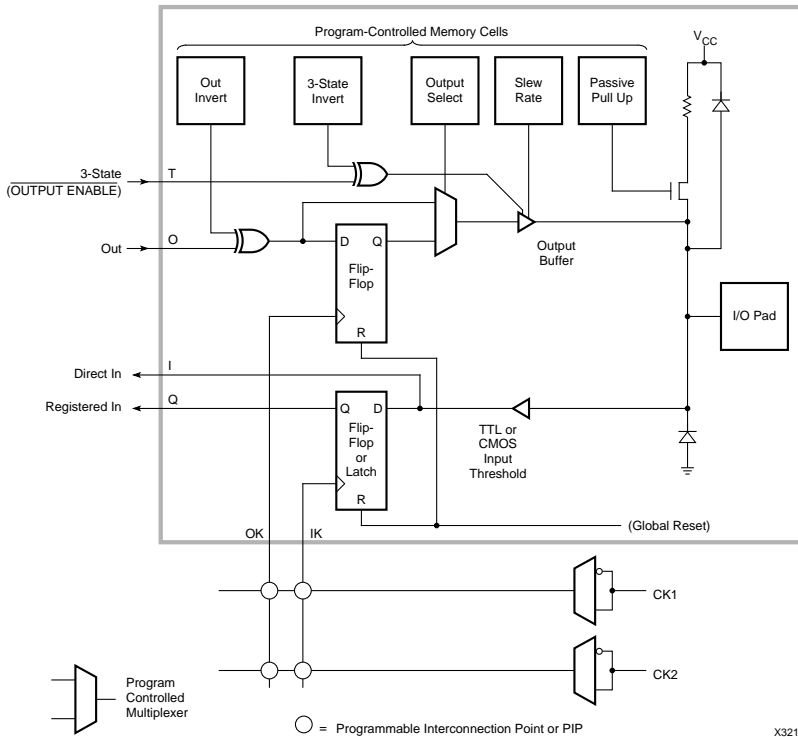 Program-Controlled Memory Cells
VCC
Out
Invert
3-State
Invert
Output
Select
Slew
Rate
Passive
Pull Up
3-State
(OUTPUT ENABLE)
T
Out
O
D
Q
Flip-
Flop
R
Output
Buffer
I/O Pad
Direct In
I
Registered In
Q
Q
D
Flip-
Flop
or
Latch
R
TTL or
CMOS
Input
Threshold
OK
IK
(Global Reset)
CK1
CK2
Program
Controlled
Multiplexer
= Programmable Interconnection Point or PIP
X321